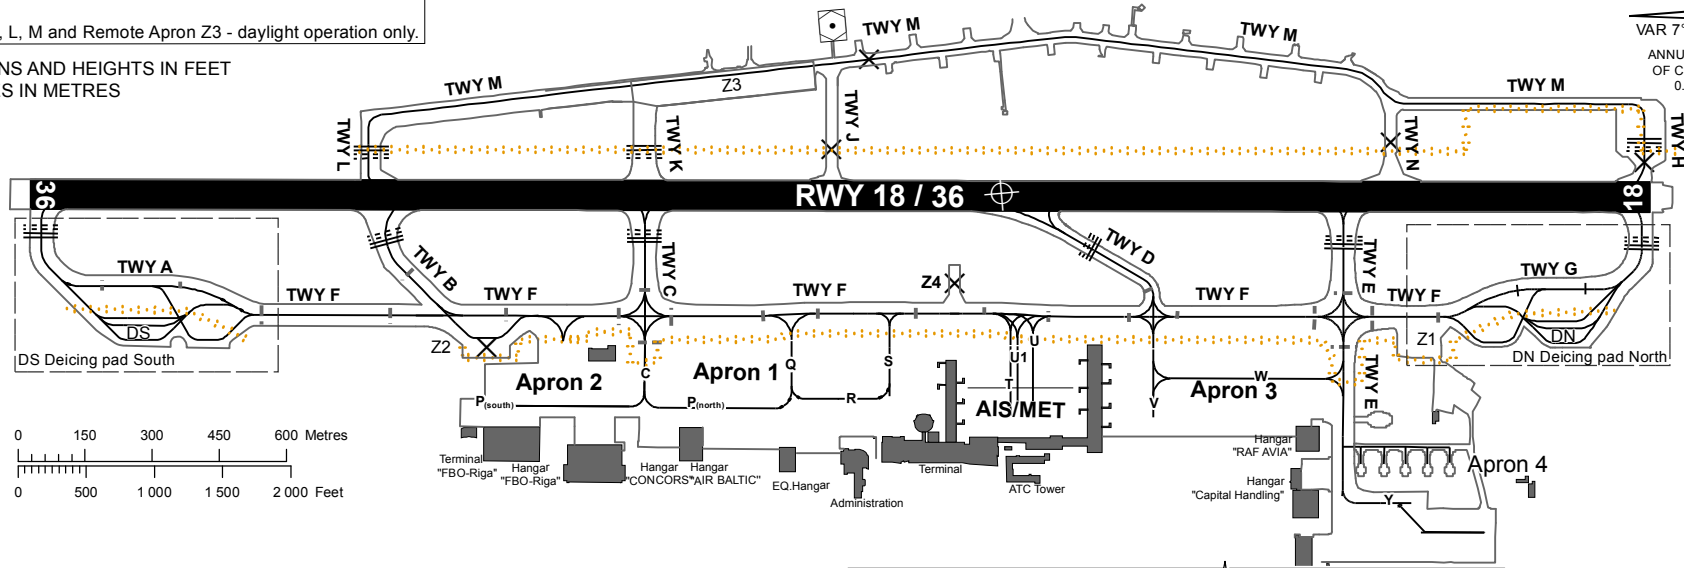 , L, M and Remote Apron Z3 - daylight operation only.
NS AND HEIGHTS IN FEET
S IN METRES
VAR 7°
ANNU
OF C
0.
TWY M
TWY M
TWY M
TWY M
Z3
TWY L
TWY K
TWY J
TWY N
TWY H
36
RWY 18 / 36
18
TWY A
TWY B
TWY C
TWY D
TWY E
TWY G
TWY F
TWY F
TWY F
TWY F
TWY F
Z4
DS
DS Deicing pad South
Z2
Z1
DN
DN Deicing pad North
Apron 2
Apron 1
C
Q
S
R
T
U
U
V
W
TWY E
P(south)
P(north)
AIS/MET
Apron 3
Apron 4
Y
0 150 300 450 600 Metres
0 500 1 000 1 500 2 000 Feet
Terminal
"FBO-Riga"
Hangar
"FBO-Riga"
Hangar
"CONCORS"
Hangar
"AIR BALTIC"
EQ.Hangar
Administration
Terminal
ATC Tower
Hangar
"RAF AVIA"
Hangar
"Capital Handling"